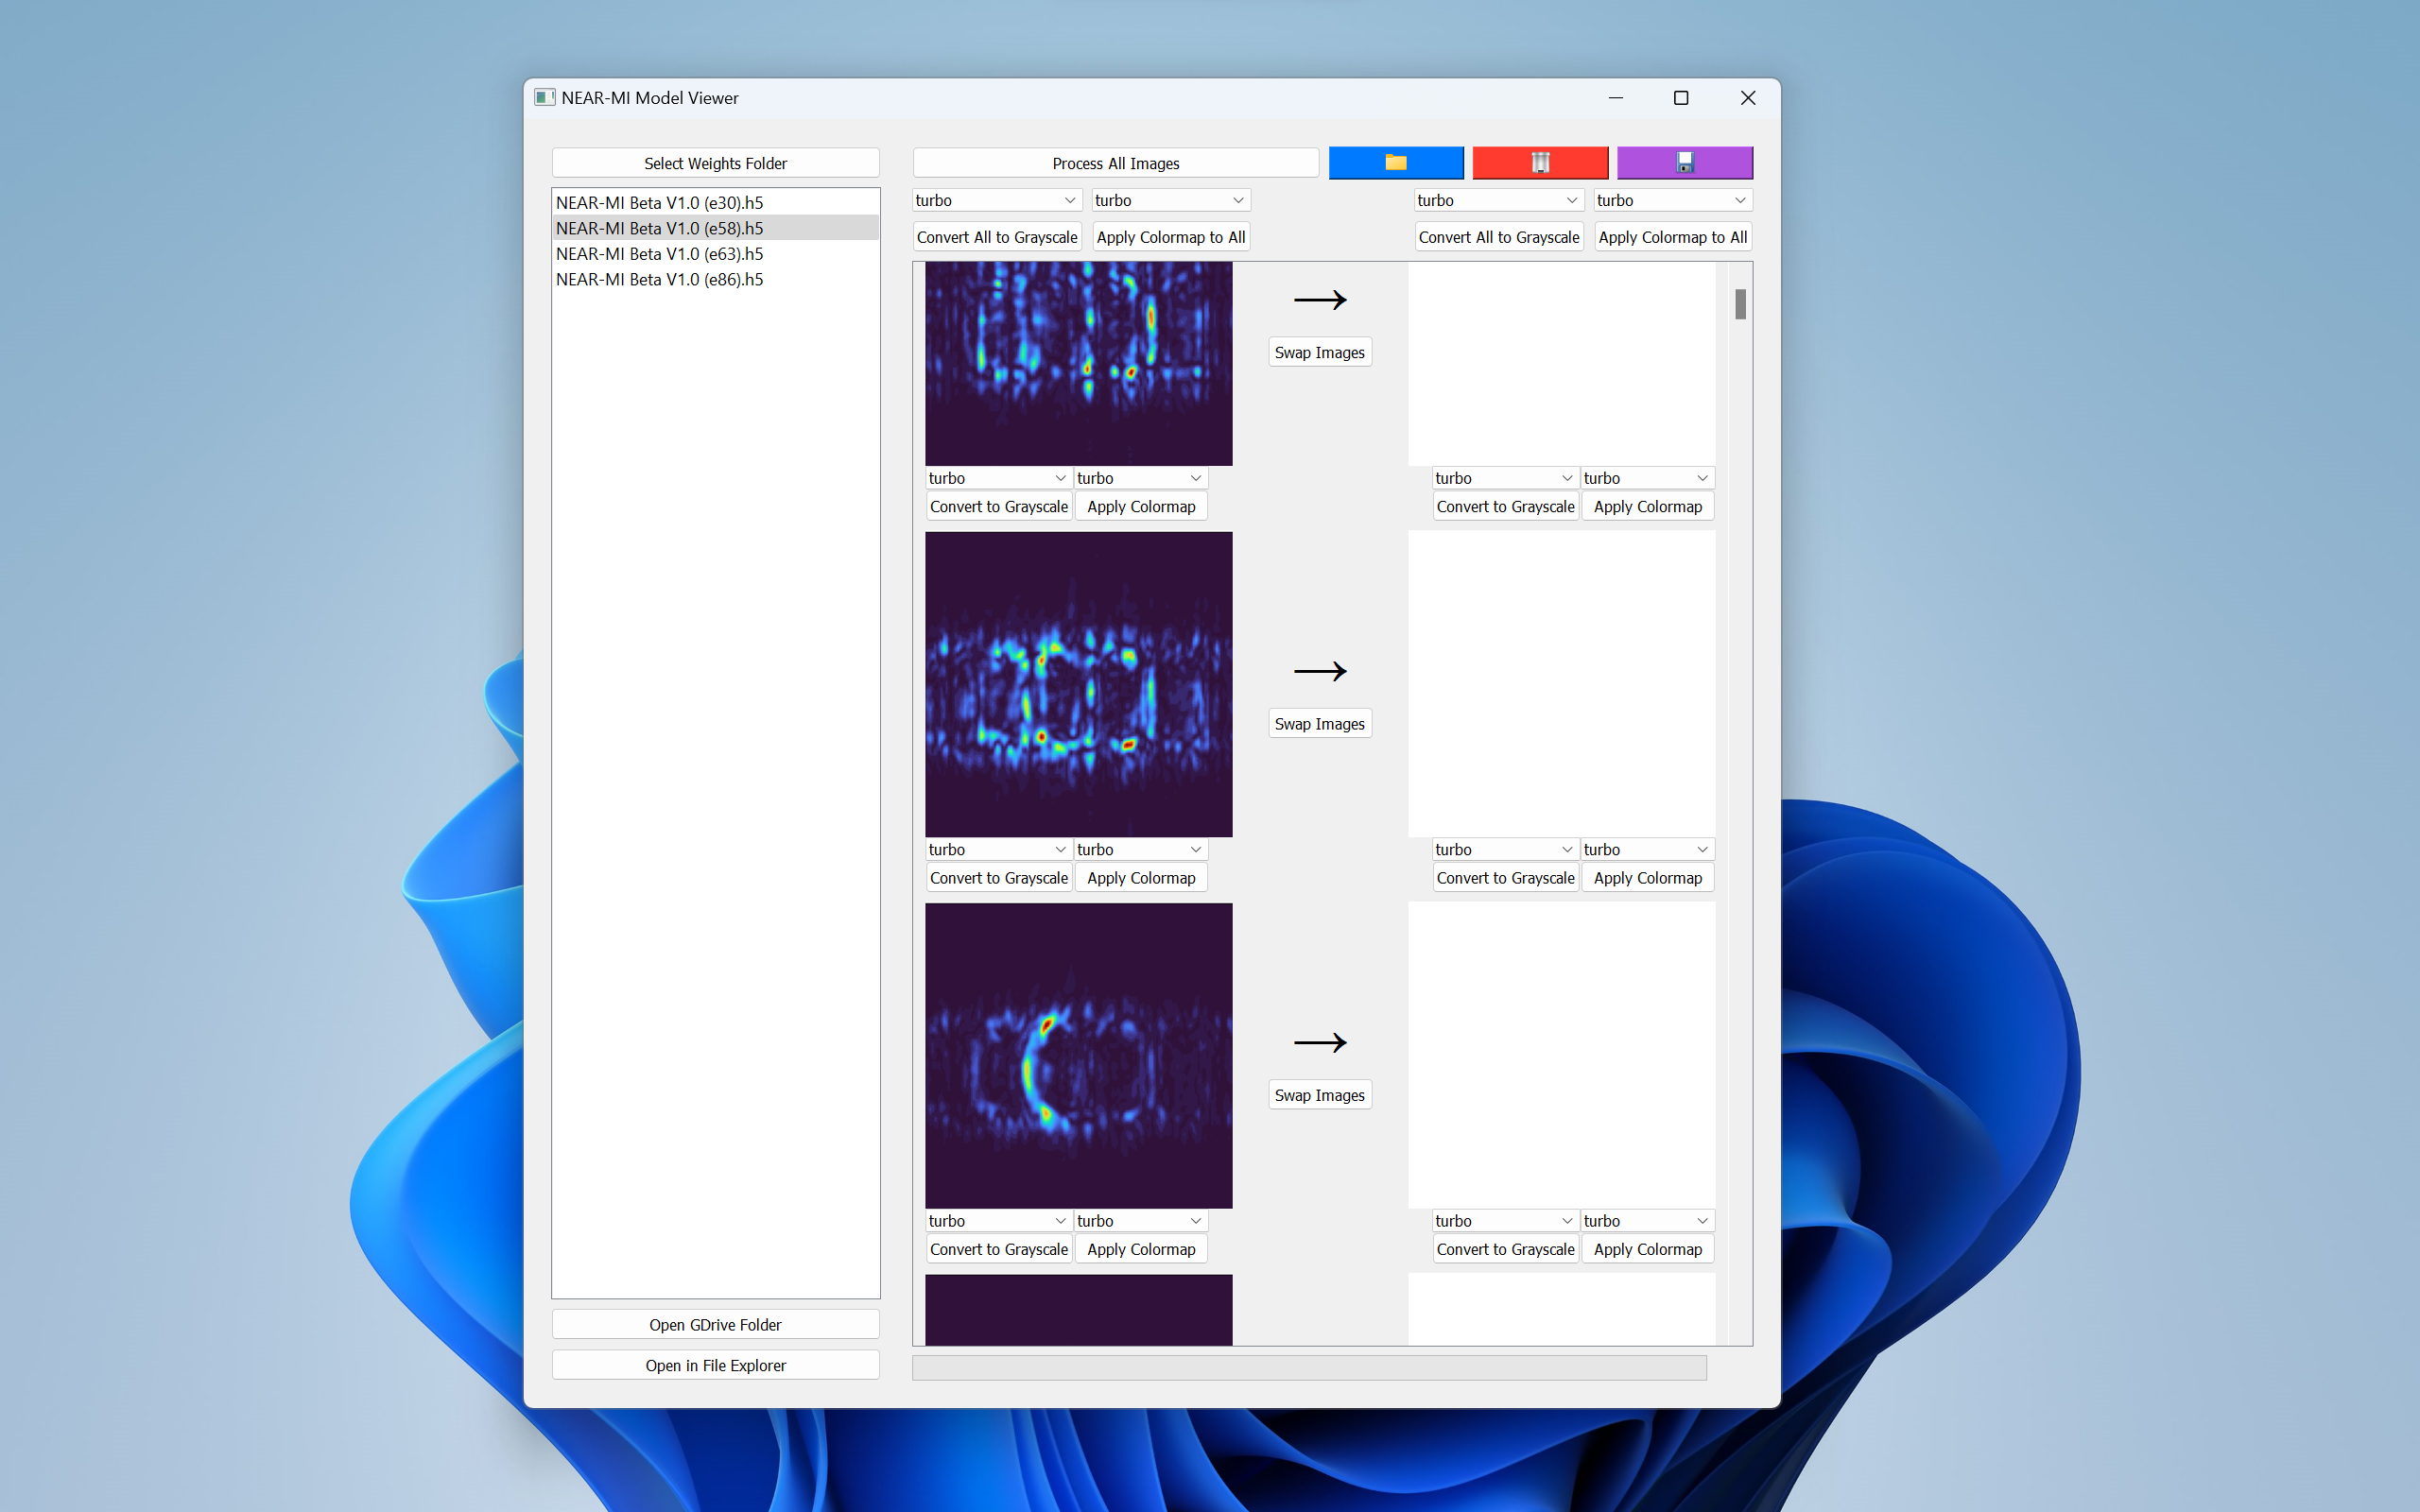 NEAR-MI Model Viewer
Select Weights Folder
NEAR-MI Beta V1.0 (e30).h5
NEAR-MI Beta V1.0 (e58).h5
NEAR-MI Beta V1.0 (e63).h5
NEAR-MI Beta V1.0 (e86).h5
Open GDrive Folder
Open in File Explorer
Process All Images
turbo turbo turbo turbo
Convert All to Grayscale Apply Colormap to All Convert All to Grayscale Apply Colormap to All
Swap Images
turbo turbo turbo turbo
Convert to Grayscale Apply Colormap Convert to Grayscale Apply Colormap
Swap Images
turbo turbo turbo turbo
Convert to Grayscale Apply Colormap Convert to Grayscale Apply Colormap
Swap Images
turbo turbo turbo turbo
Convert to Grayscale Apply Colormap Convert to Grayscale Apply Colormap